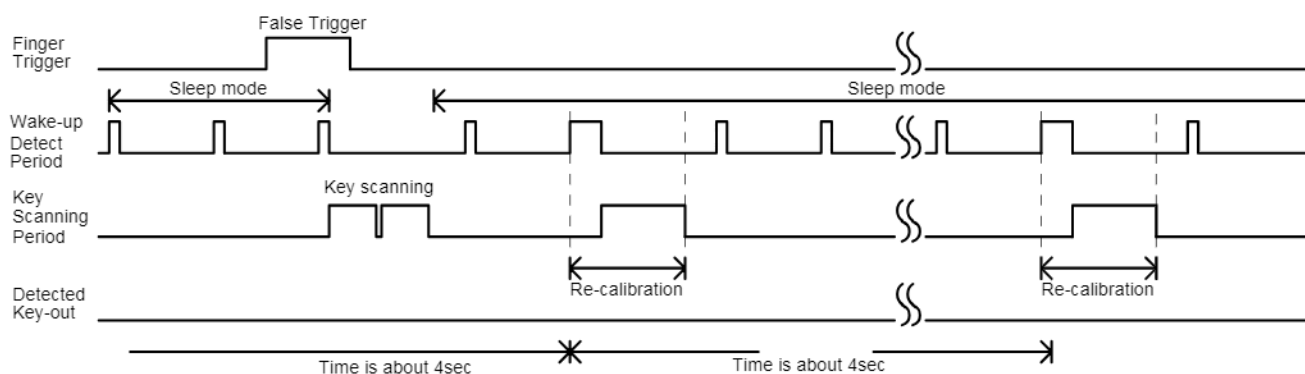 False Trigger
Finger
Trigger
Sleep mode
Sleep mode
Wake-up
Detect
Period
Key scanning
Key
Scanning
Period
Re-calibration
Re-calibration
Detected
Key-out
Time is about 4sec
Time is about 4sec